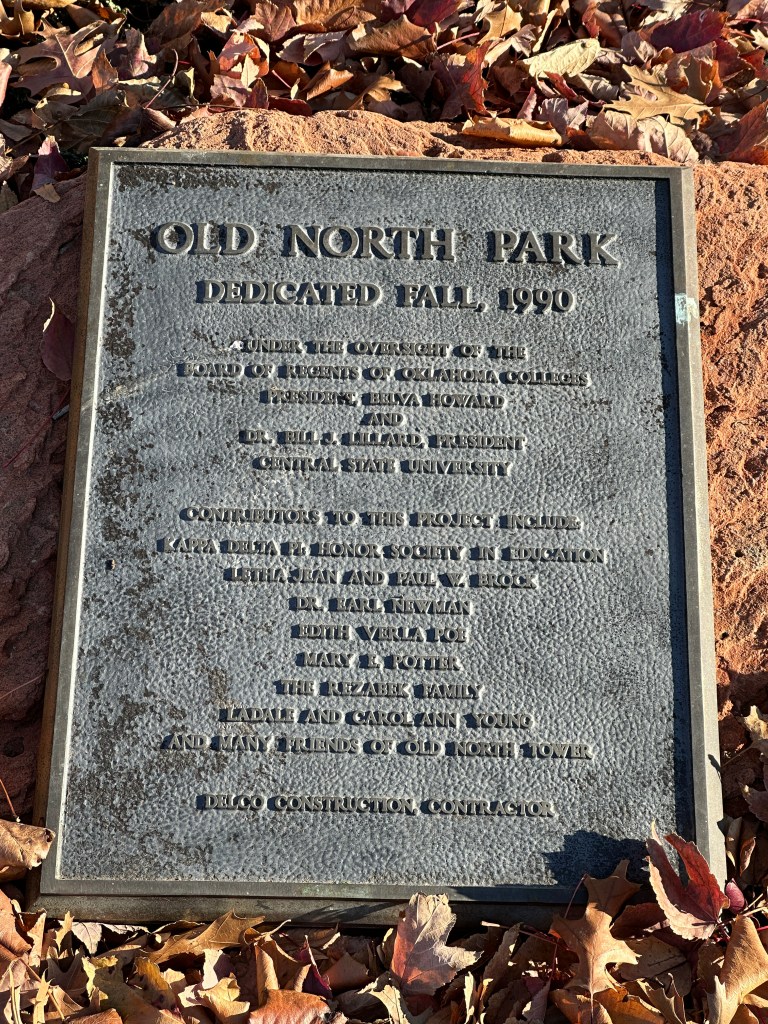 OLD NORTH PARK
DEDICATED FALL, 1990
UNDER THE OVERSIGHT OF THE
BOARD OF REGENTS OF OKLAHOMA COLLEGES
PRESIDENT, BELVA HOWARD
AND
DR. BILL J. LILLARD, PRESIDENT
CENTRAL STATE UNIVERSITY
CONTRIBUTORS TO THIS PROJECT INCLUDE:
KAPPA DELTA PI: HONOR SOCIETY IN EDUCATION
LETHA JEAN AND PAUL W. BROCK
DR. EARL NEWMAN
EDITH VERLA POE
MARY E. POTTER
THE REZABEK FAMILY
LADALE AND CAROL ANN YOUNG
AND MANY FRIENDS OF OLD NORTH TOWER
DELCO CONSTRUCTION, CONTRACTOR